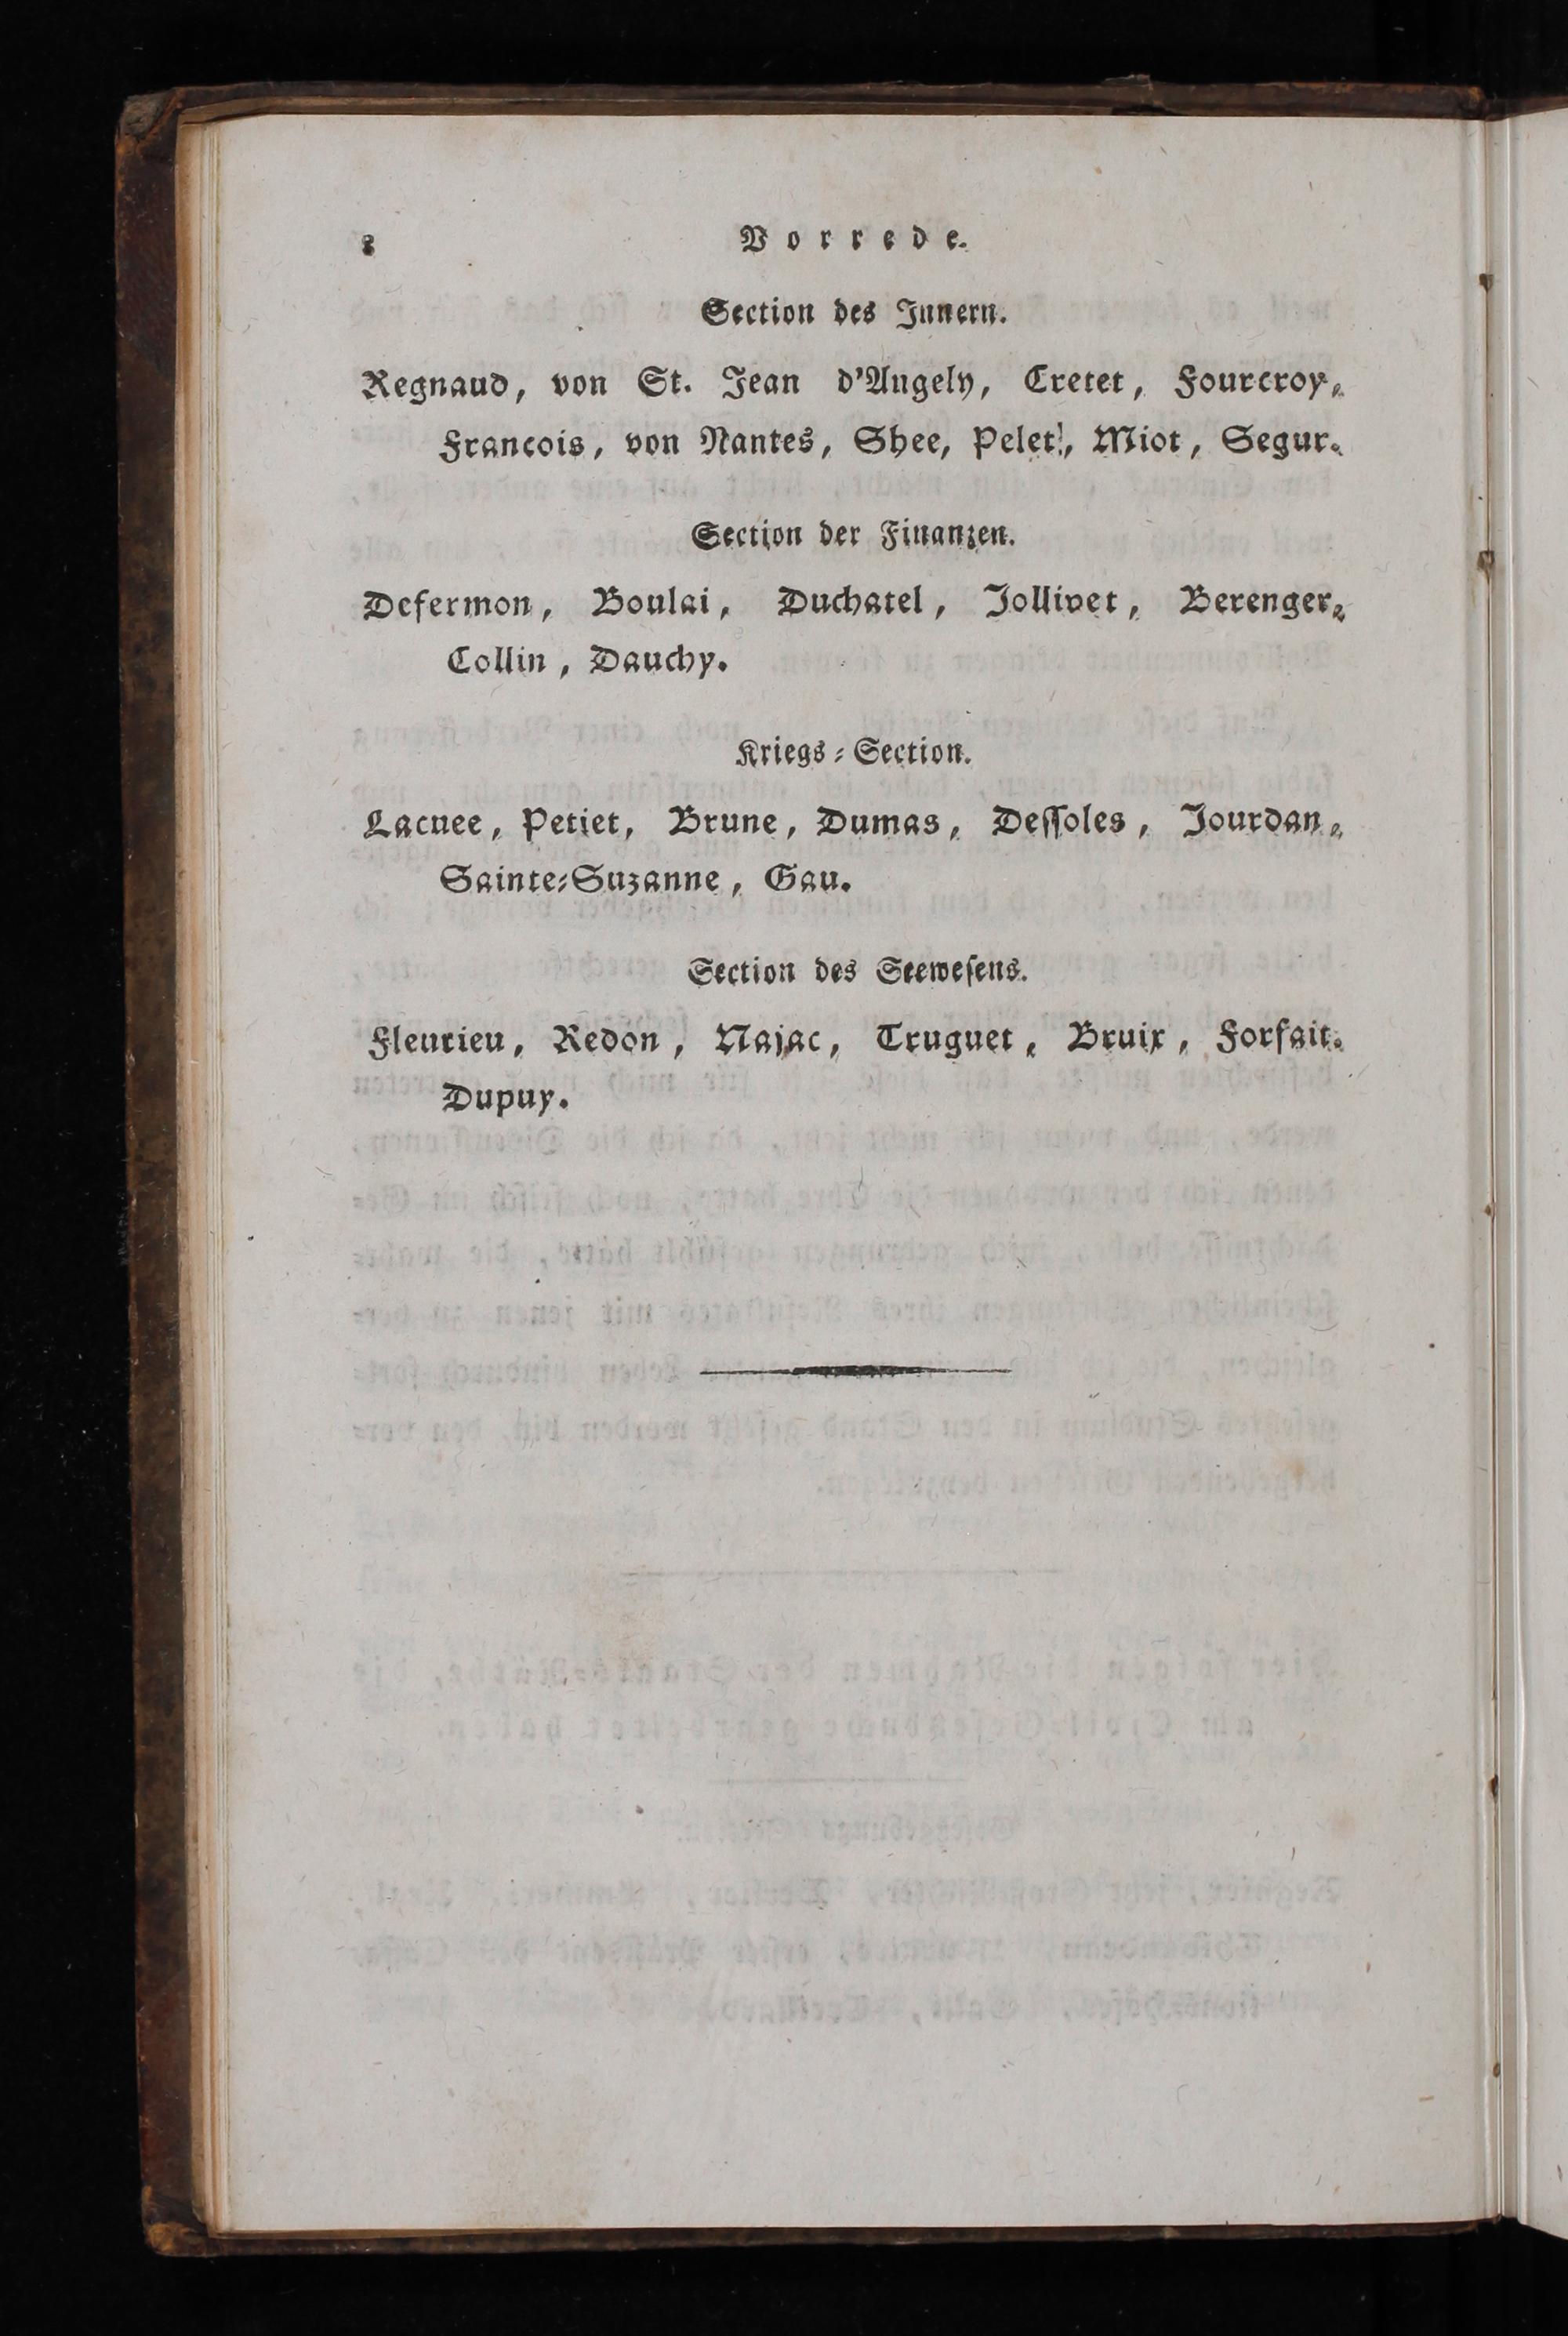 8 Vorrede.
Section des Innern.
Regnaud, von St. Jean d'Angely, Cretet, Fourcroy,
Francois, von Nantes, Shee, Pelet, Miot, Segur.
Section der Finanzen.
Defermon, Boulai, Duchatel, Jollivet, Berenger,
Collin, Dauchy.
Kriegs-Section.
Lacnee, Petiet, Brune, Dumas, Deſſoles, Jourdan,
Sainte-Suzanne, Gau.
Section des Seeweſens.
Fleurieu, Redon, Najac, Truguet, Bruix, Forfait.
Dupuy.